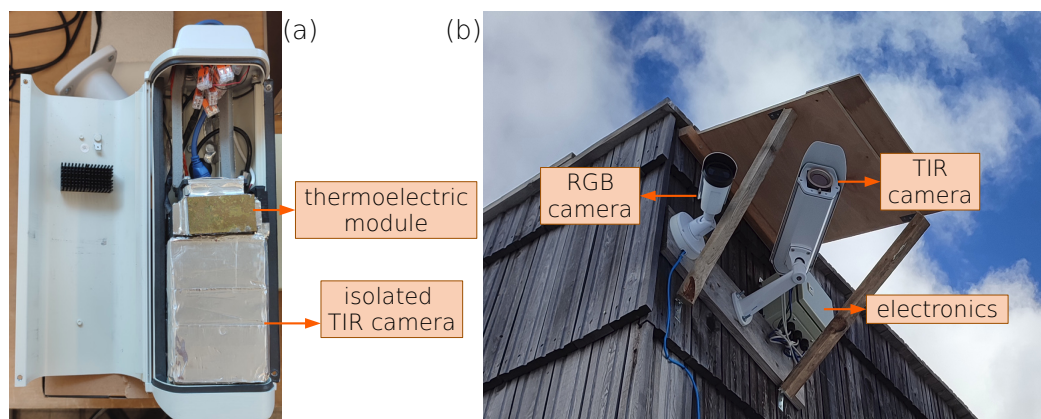 (a)
thermoelectric
module
isolated
TIR camera
(b)
RGB
camera
TIR
camera
electronics